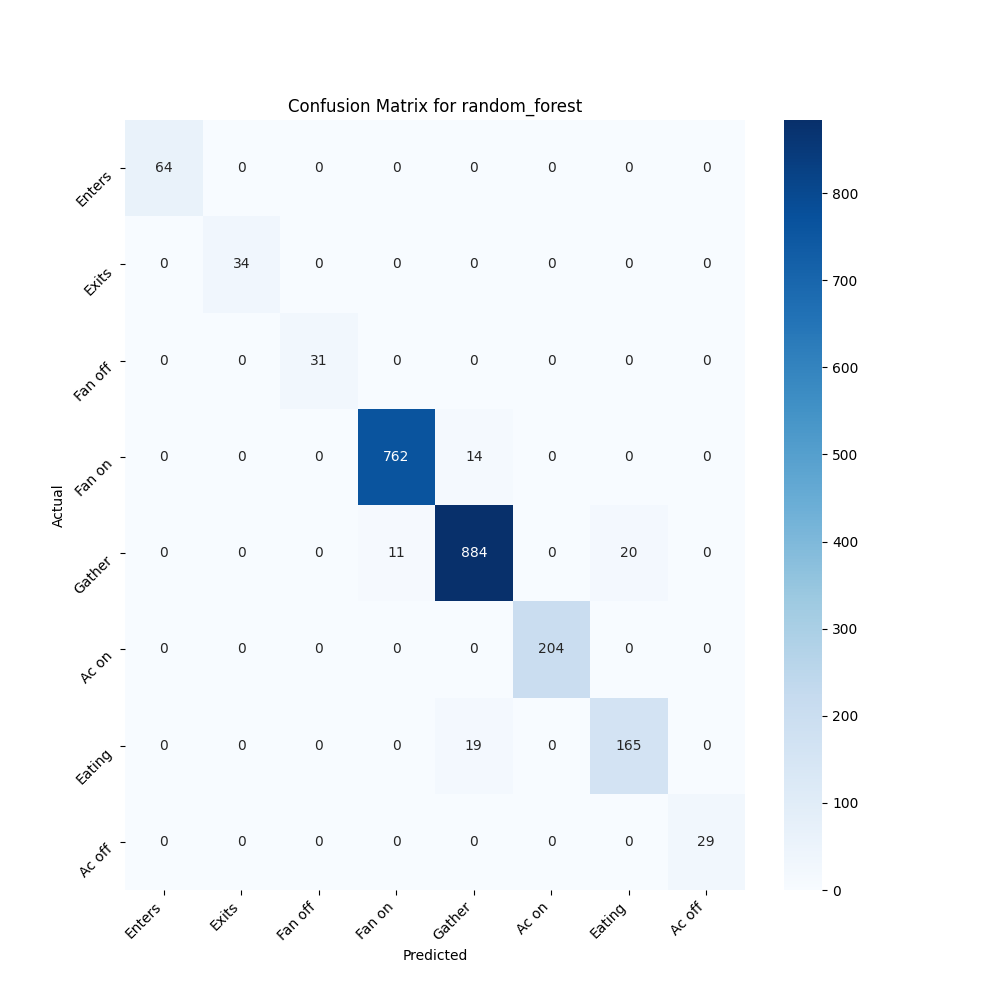 Confusion Matrix for random_forest
Actual
Enters 64 0 0 0 0 0 0 0
Exits 0 34 0 0 0 0 0 0
Fan off 0 0 31 0 0 0 0 0
Fan on 0 0 0 762 14 0 0 0
Gather 0 0 0 11 884 0 20 0
Ac on 0 0 0 0 0 204 0 0
Eating 0 0 0 0 19 0 165 0
Ac off 0 0 0 0 0 0 0 29
Enters Exits Fan off Fan on Gather Ac on Eating Ac off
Predicted
800
700
600
500
400
300
200
100
0